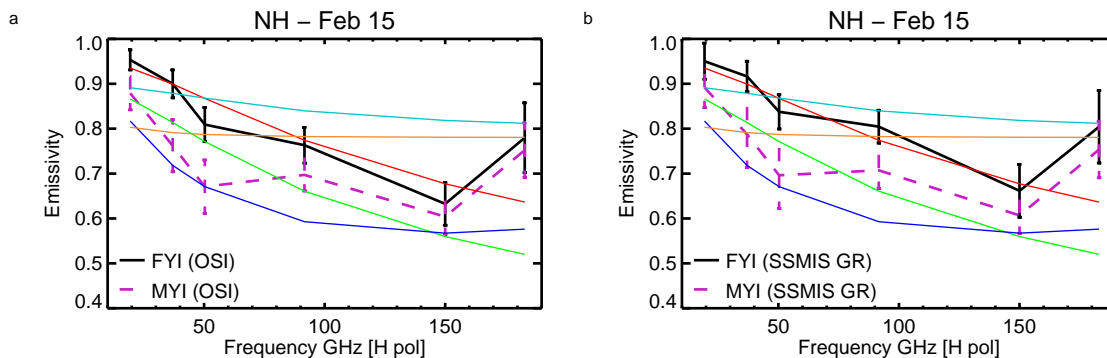 a
NH – Feb 15
1.0
0.9
0.8
0.7
0.6
0.5
0.4
Emissivity
FYI (OSI)
MYI (OSI)
50
100
150
Frequency GHz [H pol]
b
NH – Feb 15
1.0
0.9
0.8
0.7
0.6
0.5
0.4
Emissivity
FYI (SSMIS GR)
MYI (SSMIS GR)
50
100
150
Frequency GHz [H pol]